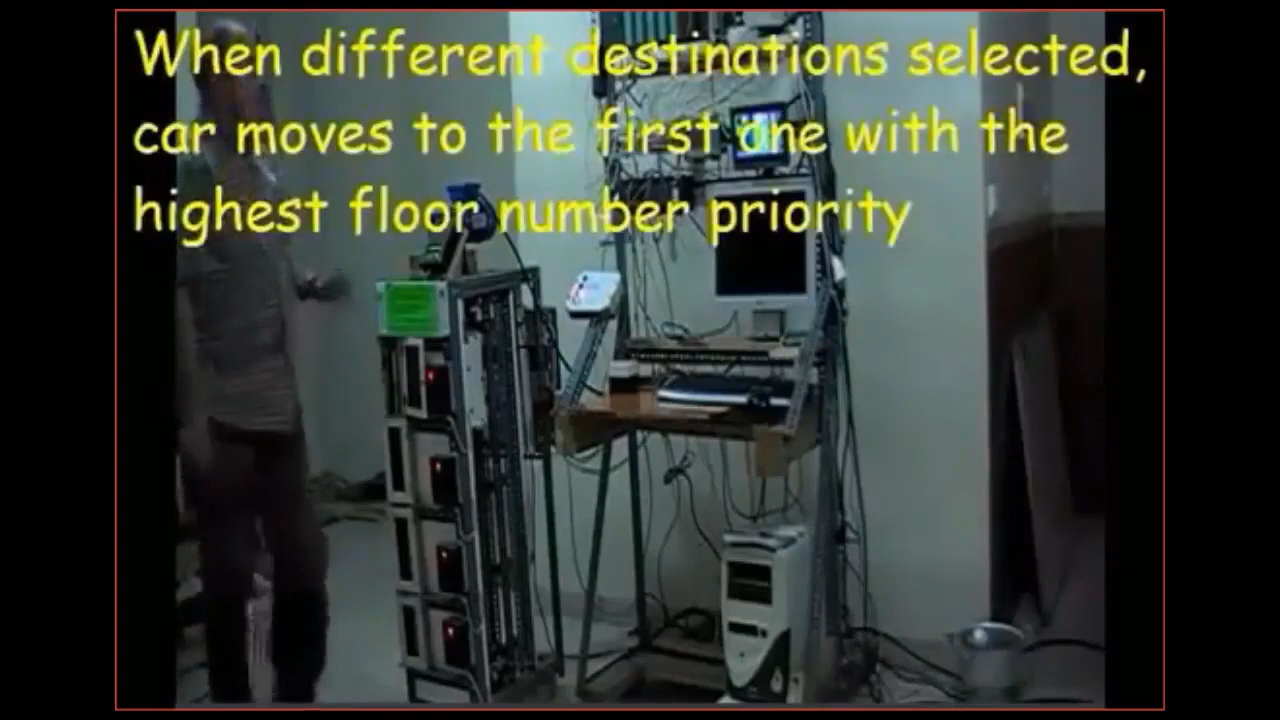 When different destinations selected,
car moves to the first one with the
highest floor number priority